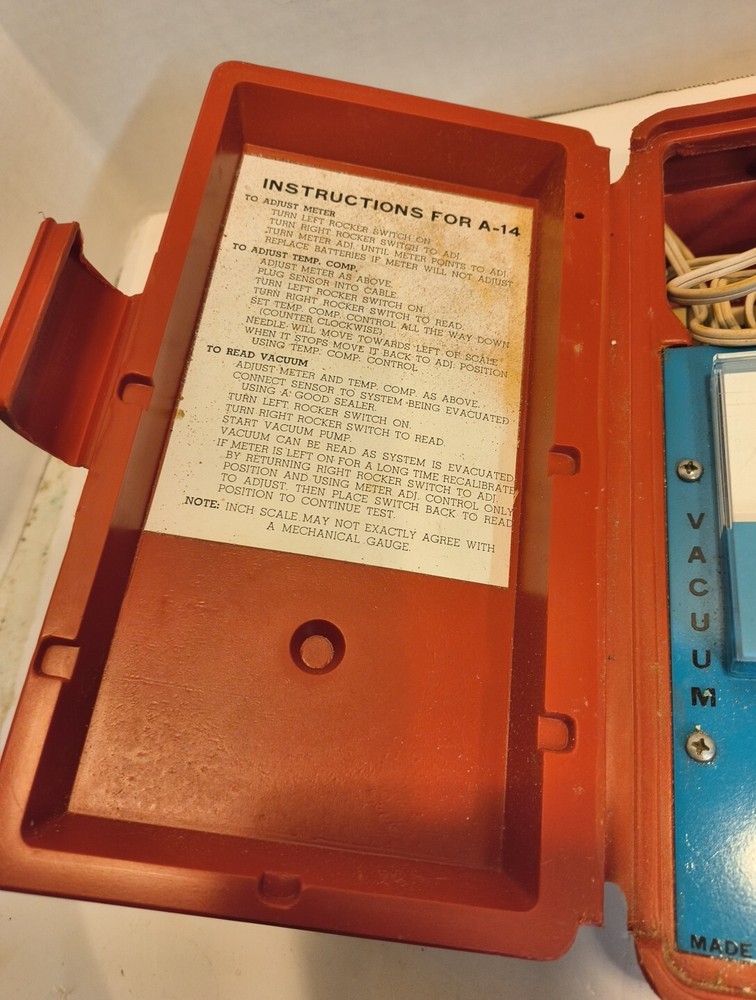 INSTRUCTIONS FOR A-14
TO ADJUST METER
TURN LEFT ROCKER SWITCH ON
TURN RIGHT ROCKER SWITCH TO ADJ.
TURN METER ADJ. UNTIL METER POINTS TO ADJ.
REPLACE BATTERIES IF METER WILL NOT ADJUST
TO ADJUST TEMP. COMP.
ADJUST METER AS ABOVE.
PLUG SENSOR INTO CABLE.
TURN LEFT ROCKER SWITCH ON.
TURN RIGHT ROCKER SWITCH TO READ.
SET TEMP. COMP. CONTROL ALL THE WAY DOWN
(COUNTER CLOCKWISE).
NEEDLE WILL MOVE TOWARDS LEFT OF SCALE
WHEN IT STOPS MOVE IT BACK TO ADJ. POSITION
USING TEMP. COMP. CONTROL
TO READ VACUUM
ADJUST METER AND TEMP. COMP. AS ABOVE.
CONNECT SENSOR TO SYSTEM BEING EVACUATED
USING A GOOD SEALER.
TURN LEFT ROCKER SWITCH ON.
TURN RIGHT ROCKER SWITCH TO READ.
START VACUUM PUMP.
VACUUM CAN BE READ AS SYSTEM IS EVACUATED
IF METER IS LEFT ON FOR A LONG TIME RECALIBRATE
BY RETURNING RIGHT ROCKER SWITCH TO ADJ.
POSITION AND USING METER ADJ. CONTROL ONLY
TO ADJUST. THEN PLACE SWITCH BACK TO READ
POSITION TO CONTINUE TEST.
NOTE: INCH SCALE MAY NOT EXACTLY AGREE WITH
A MECHANICAL GAUGE.
VACUUM
MADE